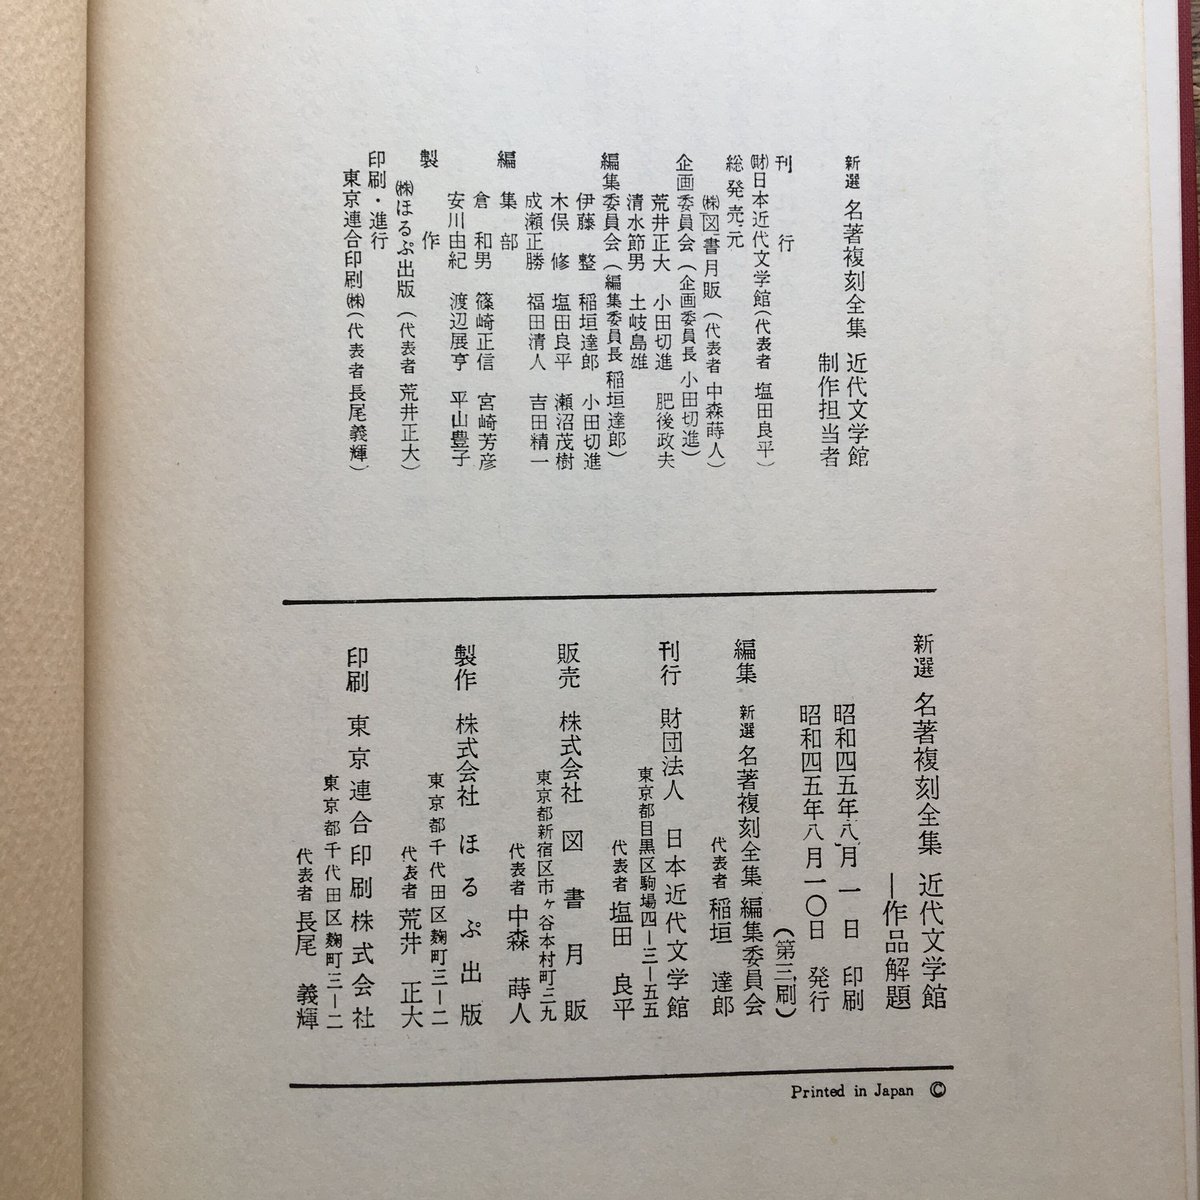 新選 名著複刻全集 近代文学館
制作担当者
刊行
㈶日本近代文学館(代表者 塩田良平)
総発売元
㈱図書月販(代表者 中森蒔人)
企画委員会(企画委員長 小田切進)
荒井正大 小田切進 肥後政夫
清水節男 土岐島雄
編集委員会(編集委員長 稲垣達郎)
伊藤 整 稲垣達郎 小田切進
木俣 修 塩田良平 瀬沼茂樹
成瀬正勝 福田清人 吉田精一
編集部
倉 和男 篠崎正信 宮崎芳彦
安川由紀 渡辺展亨 平山豊子
製作
㈱ほるぷ出版(代表者 荒井正大)
印刷・進行
東京連合印刷㈱(代表者 長尾義輝)
新選 名著複刻全集 近代文学館
―作品解題
昭和四五年八月 一 日 印刷
昭和四五年八月一〇日 発行
(第三刷)
編集 新選 名著複刻全集 編集委員会
代表者 稲垣 達郎
刊行 財団法人 日本近代文学館
東京都目黒区駒場四―三―五五
代表者 塩田 良平
販売 株式会社 図書月販
東京都新宿区市ヶ谷本村町三九
代表者 中森 蒔人
製作 株式会社 ほるぷ出版
東京都千代田区麴町三―二
代表者 荒井 正大
印刷 東京連合印刷株式会社
東京都千代田区麴町三―二
代表者 長尾 義輝
Printed in Japan ©